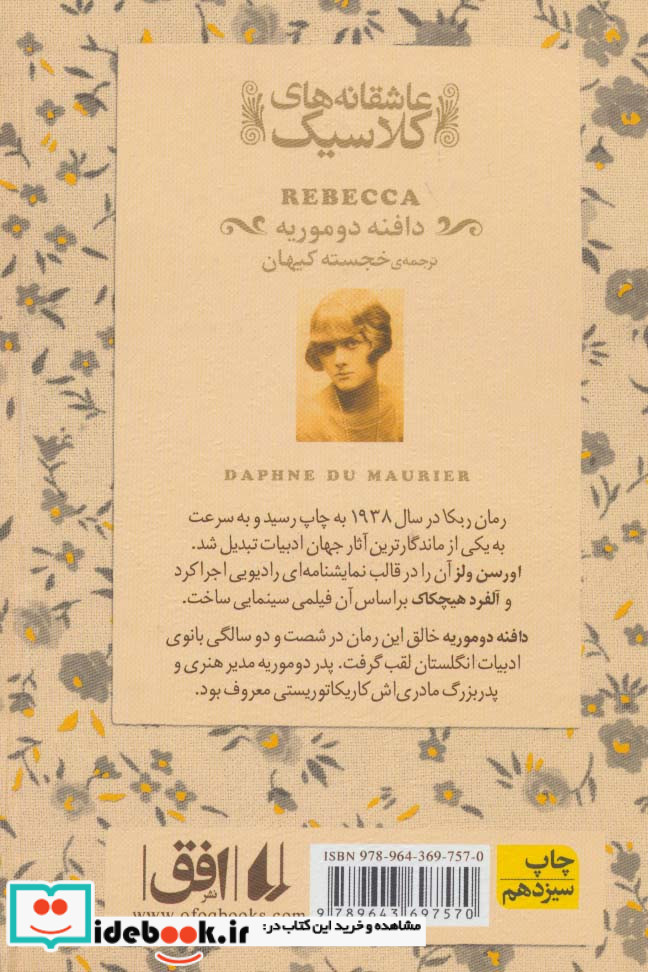 عاشقانه‌های
کلاسیک
REBECCA
دافنه دوموریه
ترجمه‌ی خجسته کیهان
DAPHNE DU MAURIER
رمان ربکا در سال ۱۹۳۸ به چاپ رسید و به سرعت
به یکی از ماندگارترین آثار جهان ادبیات تبدیل شد.
اورسن ولز آن را در قالب نمایشنامه‌ای رادیویی اجرا کرد
و آلفرد هیچکاک براساس آن فیلمی سینمایی ساخت.
دافنه دوموریه خالق این رمان در شصت و دو سالگی بانوی
ادبیات انگلستان لقب گرفت. پدر دوموریه مدیر هنری و
پدربزرگ مادری‌اش کاریکاتوریستی معروف بود.
نشر افق
www.ofoqbooks.com
ISBN 978-964-369-757-0
9 789643 697570
چاپ
سیزدهم
مشاهده و خرید این کتاب در:
idebook.ir